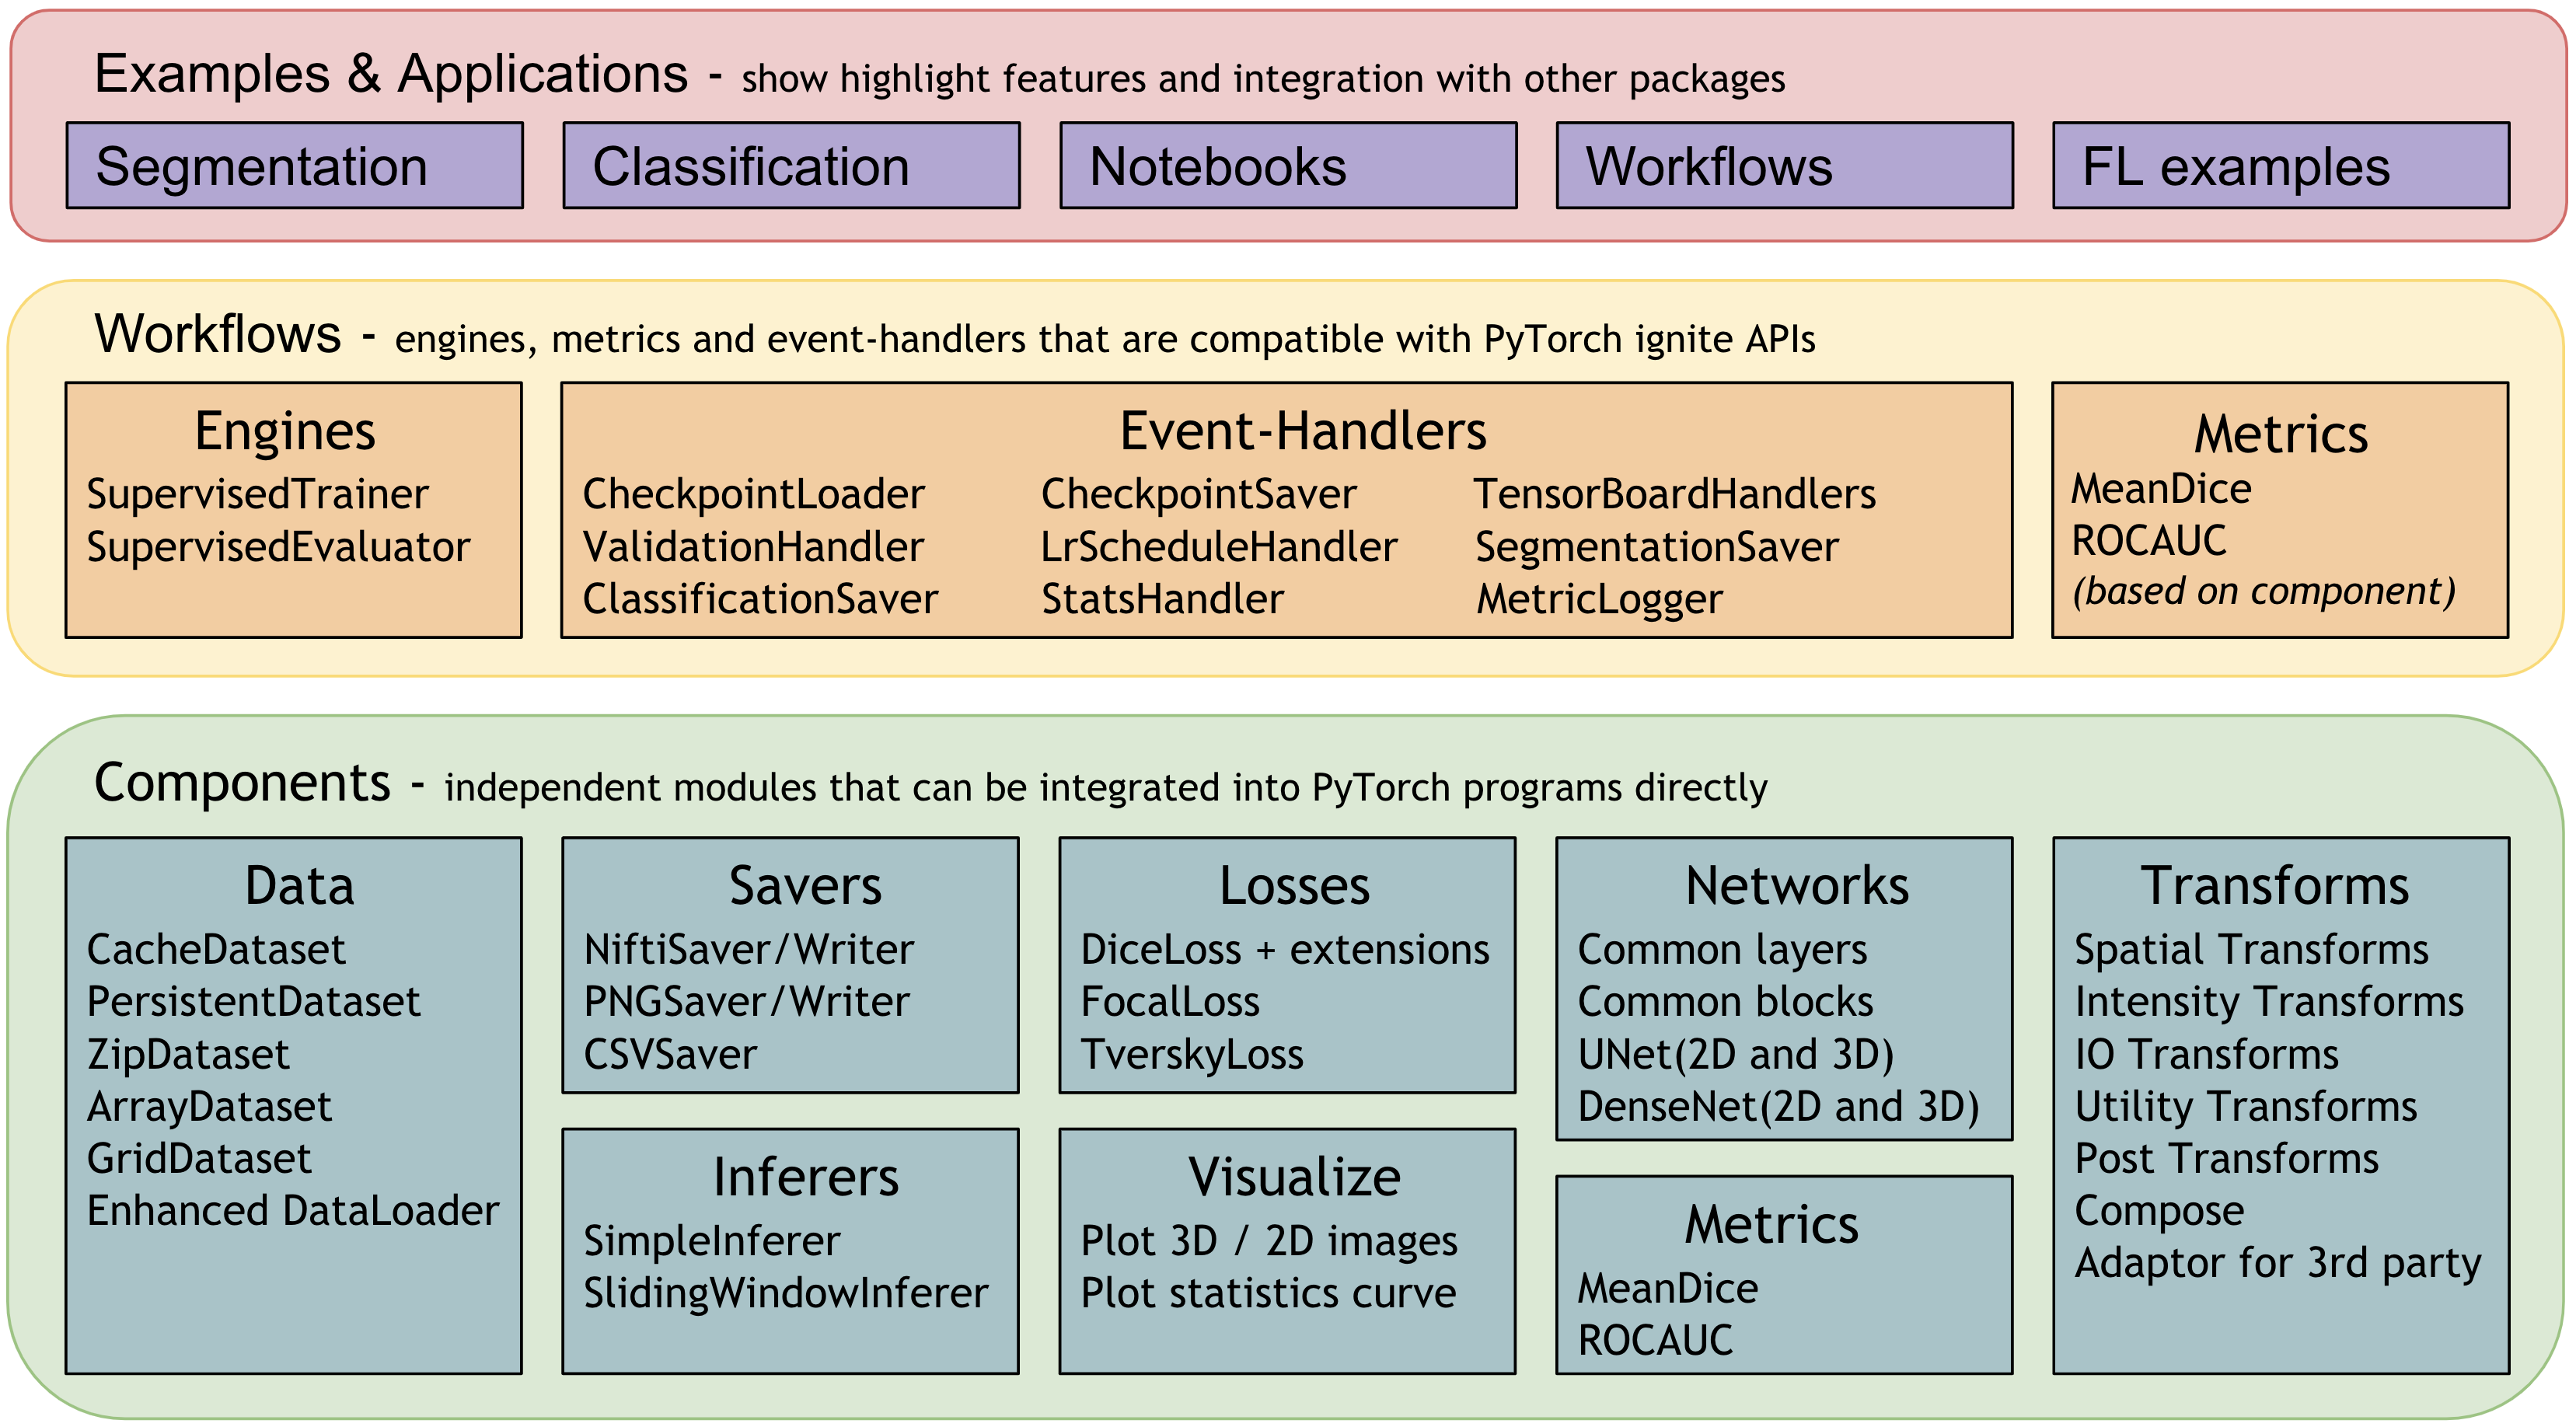 Examples & Applications - show highlight features and integration with other packages
Segmentation
Classification
Notebooks
Workflows
FL examples
Workflows - engines, metrics and event-handlers that are compatible with PyTorch ignite APIs
Engines
SupervisedTrainer
SupervisedEvaluator
Event-Handlers
CheckpointLoader CheckpointSaver TensorBoardHandlers
ValidationHandler LrScheduleHandler SegmentationSaver
ClassificationSaver StatsHandler MetricLogger
Metrics
MeanDice
ROCAUC
(based on component)
Components - independent modules that can be integrated into PyTorch programs directly
Data
CacheDataset
PersistentDataset
ZipDataset
ArrayDataset
GridDataset
Enhanced DataLoader
Savers
NiftiSaver/Writer
PNGSaver/Writer
CSVSaver
Inferers
SimpleInferer
SlidingWindowInferer
Losses
DiceLoss + extensions
FocalLoss
TverskyLoss
Visualize
Plot 3D / 2D images
Plot statistics curve
Networks
Common layers
Common blocks
UNet(2D and 3D)
DenseNet(2D and 3D)
Metrics
MeanDice
ROCAUC
Transforms
Spatial Transforms
Intensity Transforms
IO Transforms
Utility Transforms
Post Transforms
Compose
Adaptor for 3rd party